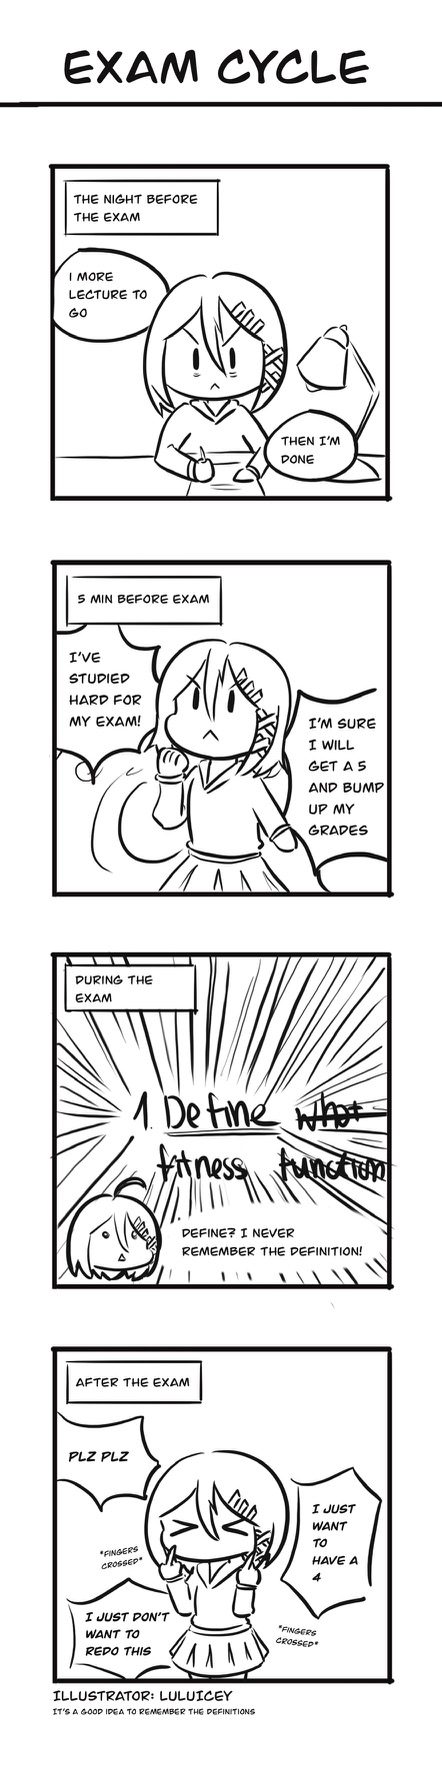 EXAM CYCLE
THE NIGHT BEFORE
THE EXAM
1 MORE
LECTURE TO
GO
THEN I'M
DONE
5 MIN BEFORE EXAM
I'VE
STUDIED
HARD FOR
MY EXAM!
I'M SURE
I WILL
GET A 5
AND BUMP
UP MY
GRADES
DURING THE
EXAM
1. Define what
fitness function
DEFINE? I NEVER
REMEMBER THE DEFINITION!
AFTER THE EXAM
PLZ PLZ
I JUST
WANT
TO
HAVE A
4
*FINGERS
CROSSED*
I JUST DON'T
WANT TO
REDO THIS
*FINGERS
CROSSED*
ILLUSTRATOR: LULUICEY
IT'S A GOOD IDEA TO REMEMBER THE DEFINITIONS